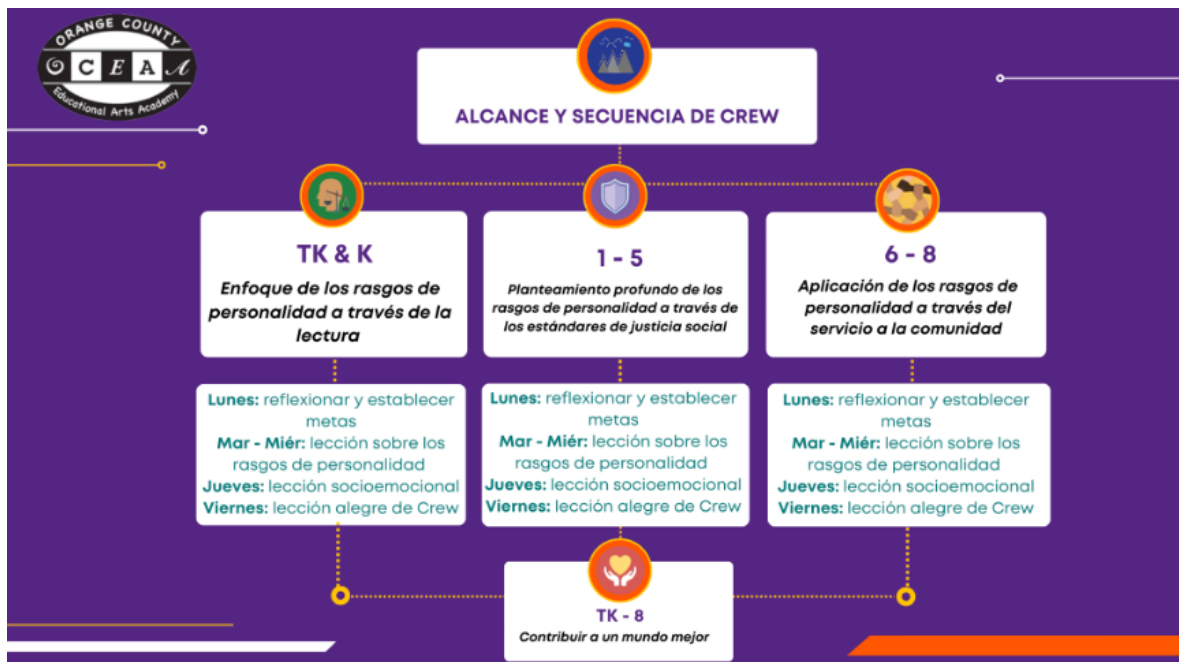 ORANGE COUNTY
OCEAA
Educational Arts Academy
ALCANCE Y SECUENCIA DE CREW
TK & K
Enfoque de los rasgos de
personalidad a través de la
lectura
1 - 5
Planteamiento profundo de los
rasgos de personalidad a través de
los estándares de justicia social
6 - 8
Aplicación de los rasgos de
personalidad a través del
servicio a la comunidad
Lunes: reflexionar y establecer
metas
Mar - Miér: lección sobre los
rasgos de personalidad
Jueves: lección socioemocional
Viernes: lección alegre de Crew
Lunes: reflexionar y establecer
metas
Mar - Miér: lección sobre los
rasgos de personalidad
Jueves: lección socioemocional
Viernes: lección alegre de Crew
Lunes: reflexionar y establecer
metas
Mar - Miér: lección sobre los
rasgos de personalidad
Jueves: lección socioemocional
Viernes: lección alegre de Crew
TK - 8
Contribuir a un mundo mejor